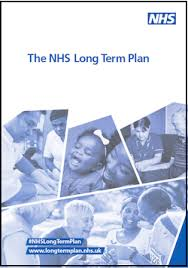 NHS
The NHS Long Term Plan
#NHSLongTermPlan
www.longtermplan.nhs.uk